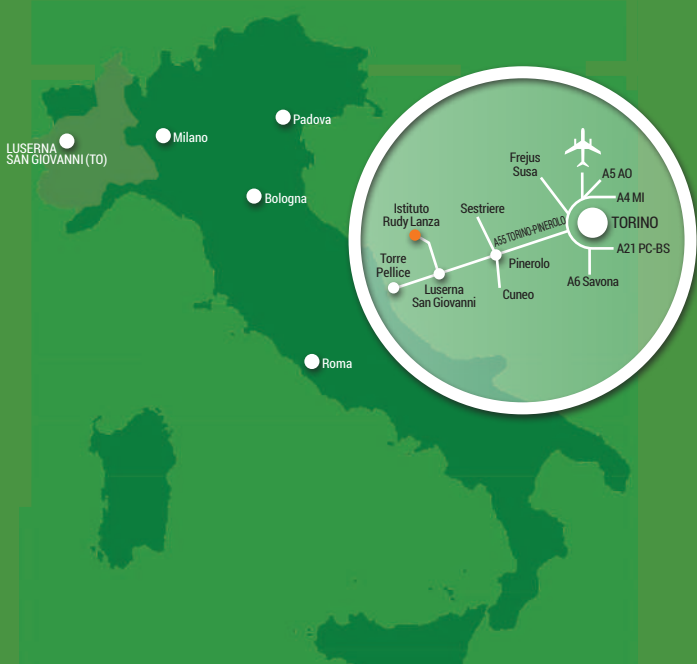 LUSERNA
SAN GIOVANNI (TO)
Milano
Padova
Bologna
Roma
Frejus
Susa
A5 AO
A4 MI
TORINO
A21 PC-BS
A6 Savona
A55 TORINO-PINEROLO
Istituto
Rudy Lanza
Sestriere
Torre
Pellice
Luserna
San Giovanni
Pinerolo
Cuneo